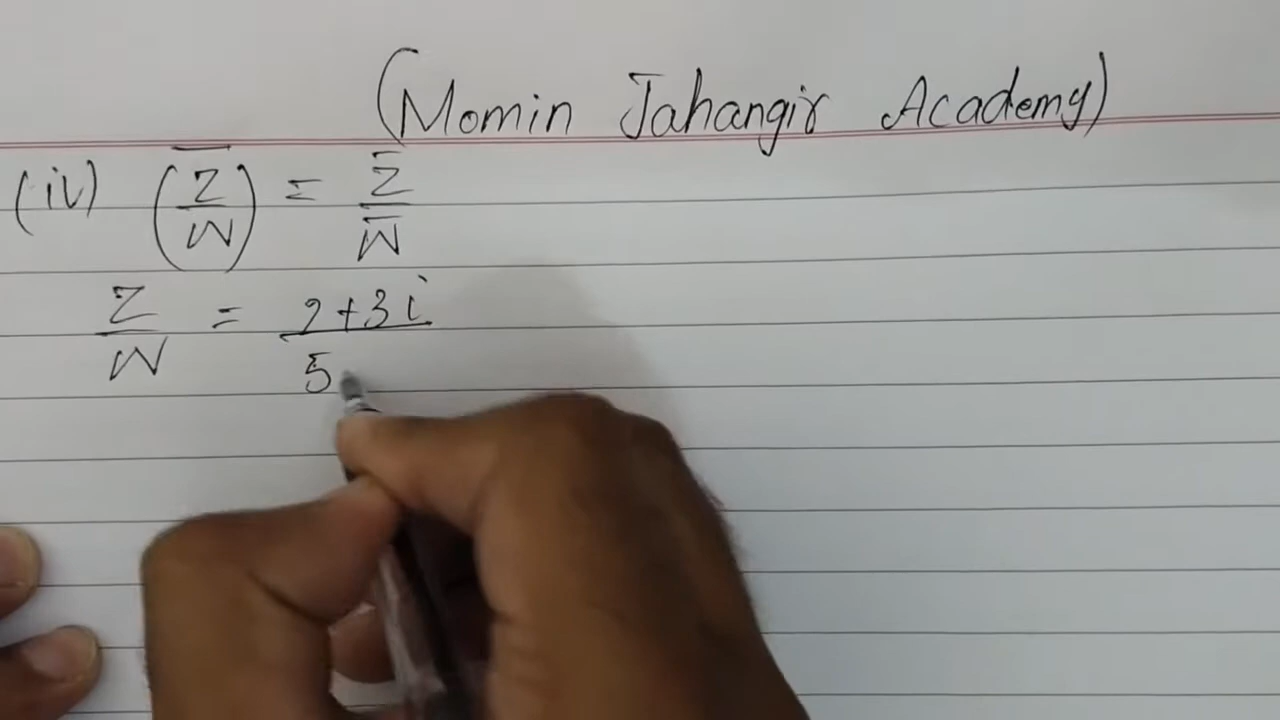 (Momin Jahangir Academy)
(iv) (Z/W)̅ = Z̅/W̅
Z/W = 2+3i/5